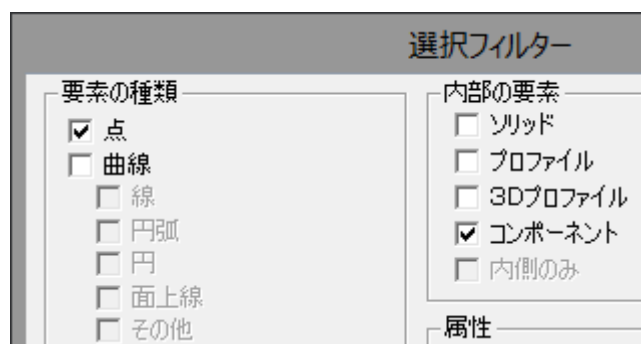 選択フィルター
要素の種類
点
曲線
線
円弧
円
面上線
その他
内部の要素
ソリッド
プロファイル
3Dプロファイル
コンポーネント
内側のみ
属性